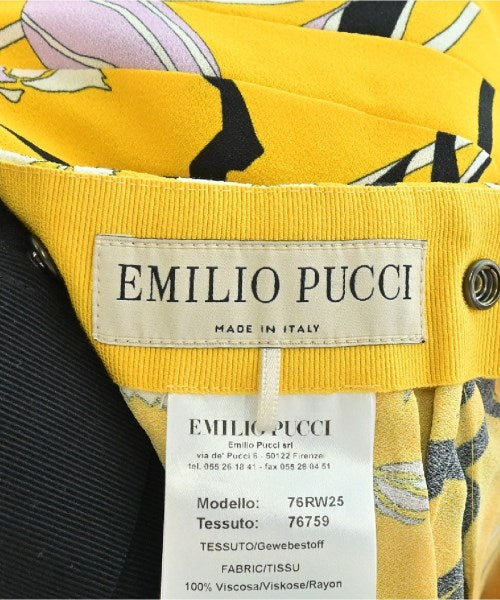 EMILIO PUCCI
MADE IN ITALY
EMILIO PUCCI
Emilio Pucci srl
via de' Pucci 6 - 50122 Firenze
tel. 055 26 18 41 - fax 055 28 04 51
Modello: 76RW25
Tessuto: 76759
TESSUTO/Gewebestoff
FABRIC/TISSU
100% Viscosa/Viskose/Rayon